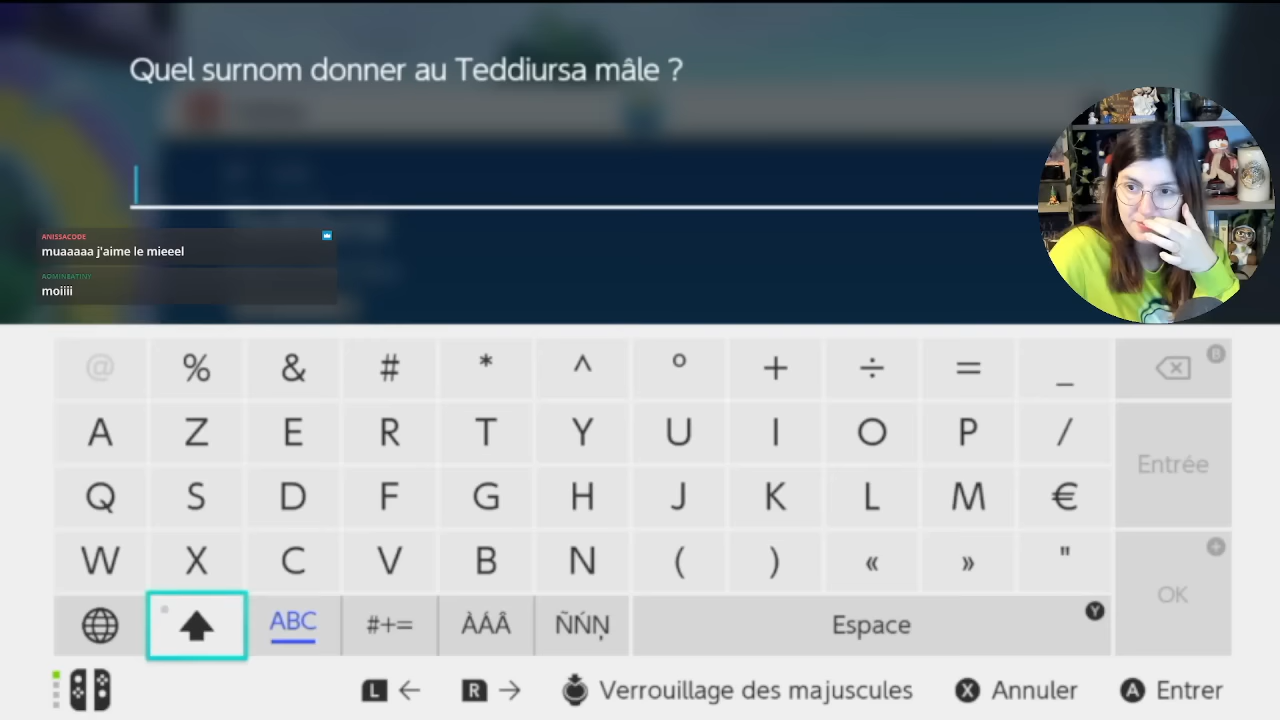 Quel surnom donner au Teddiursa mâle ?
ANISSACODE
muaaaaa j'aime le mieeel
moiiii
@ % & # * ^ º + ÷ = _ B
A Z E R T Y U I O P / Entrée
Q S D F G H J K L M €
W X C V B N ( ) « » " OK
ABC #+= ÀÁÂ ÑŃŅ Espace Y
L ← R → Verrouillage des majuscules X Annuler A Entrer